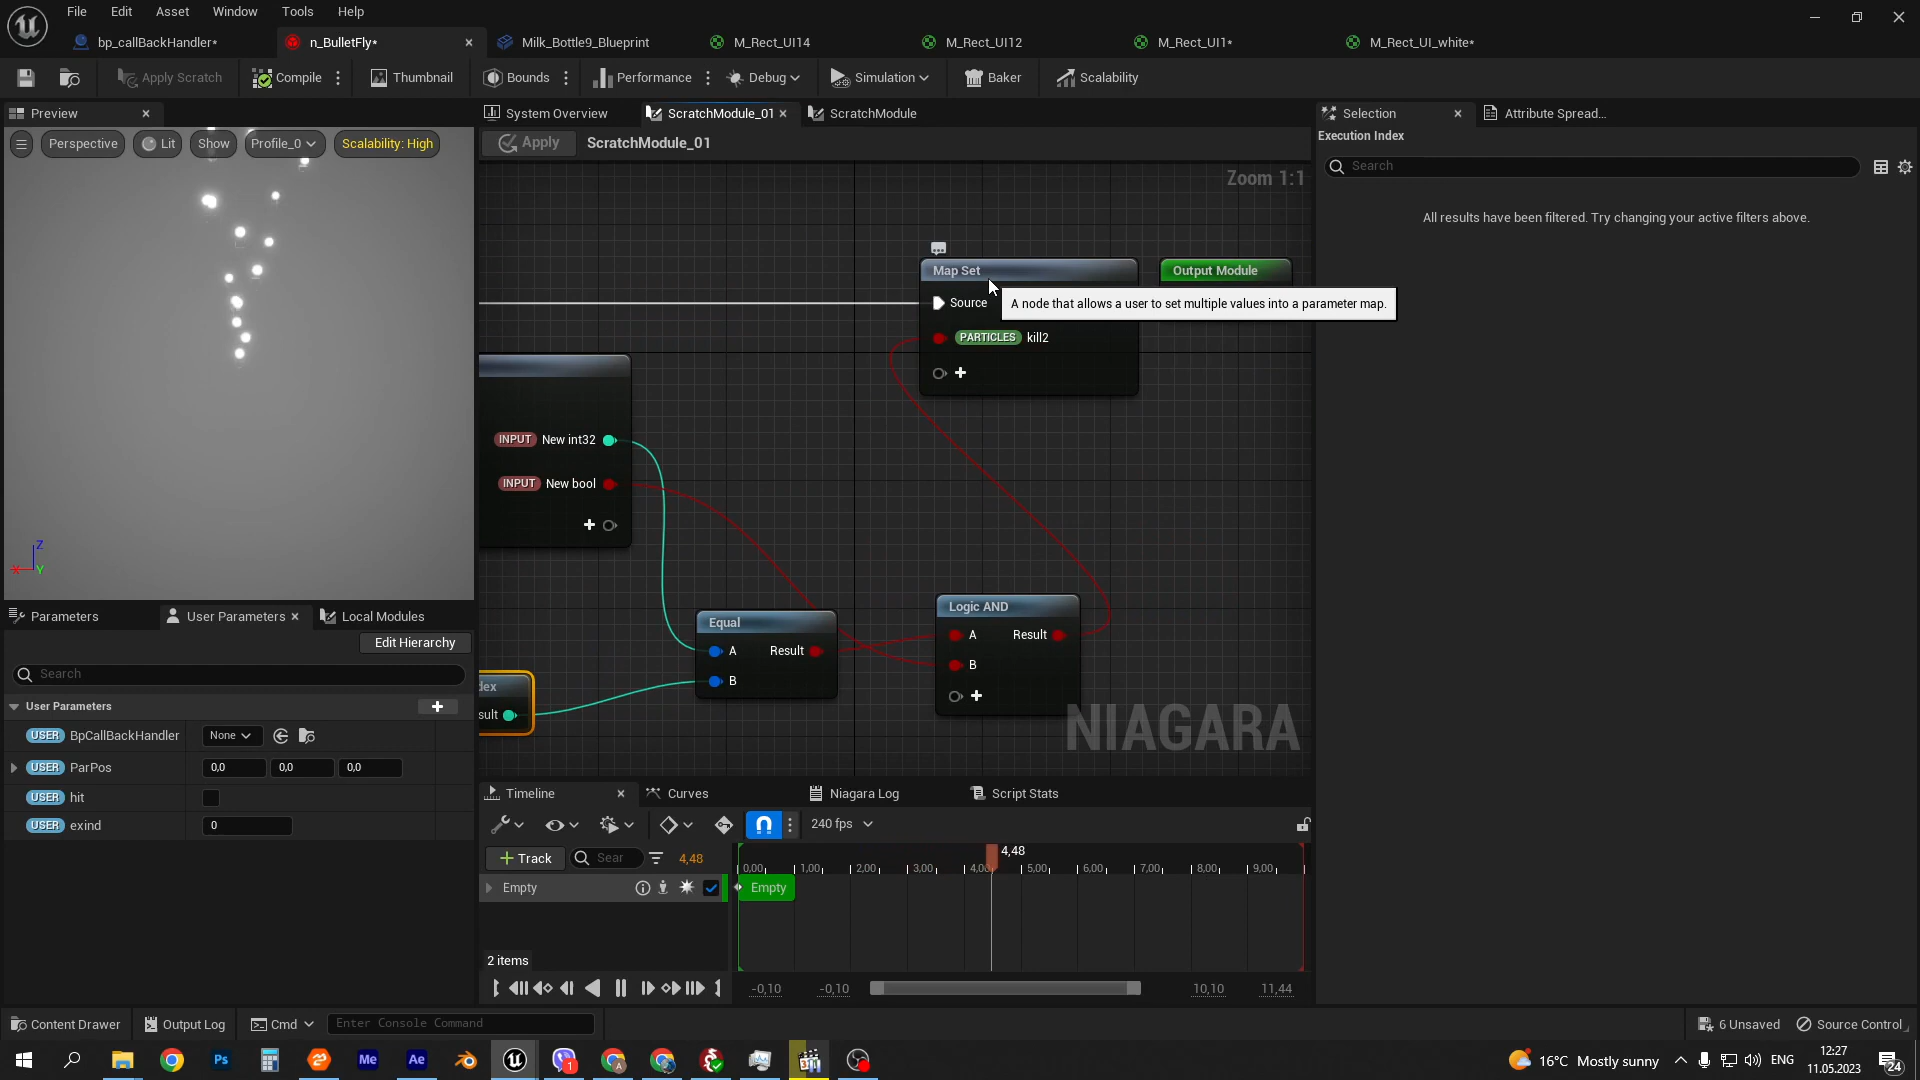 File Edit Asset Window Tools Help
bp_callBackHandler* n_BulletFly* Milk_Bottle9_Blueprint M_Rect_UI14 M_Rect_UI12 M_Rect_UI1* M_Rect_UI_white*
Apply Scratch Compile Thumbnail Bounds Performance Debug Simulation Baker Scalability
Preview System Overview ScratchModule_01 ScratchModule Selection Attribute Spread...
Execution Index
Perspective Lit Show Profile_0 Scalability: High
Apply ScratchModule_01
Search
Zoom 1:1
All results have been filtered. Try changing your active filters above.
Map Set
Source
PARTICLES kill2
Output Module
A node that allows a user to set multiple values into a parameter map.
INPUT New int32
INPUT New bool
Equal
A Result
B
Logic AND
A Result
B
dex
sult
NIAGARA
Z
X
Y
Parameters User Parameters Local Modules
Edit Hierarchy
Search
User Parameters
USER BpCallBackHandler None
USER ParPos 0,0 0,0 0,0
USER hit
USER exind 0
Timeline Curves Niagara Log Script Stats
240 fps
Track Sear 4,48
4,48
0,00 1,00 2,00 3,00 4,00 5,00 6,00 7,00 8,00 9,00
Empty Empty
2 items
-0,10 -0,10 10,10 11,44
Content Drawer Output Log Cmd Enter Console Command 6 Unsaved Source Control
Ps Me Ae 1 A
16°C Mostly sunny ENG 12:27
11.05.2023 24